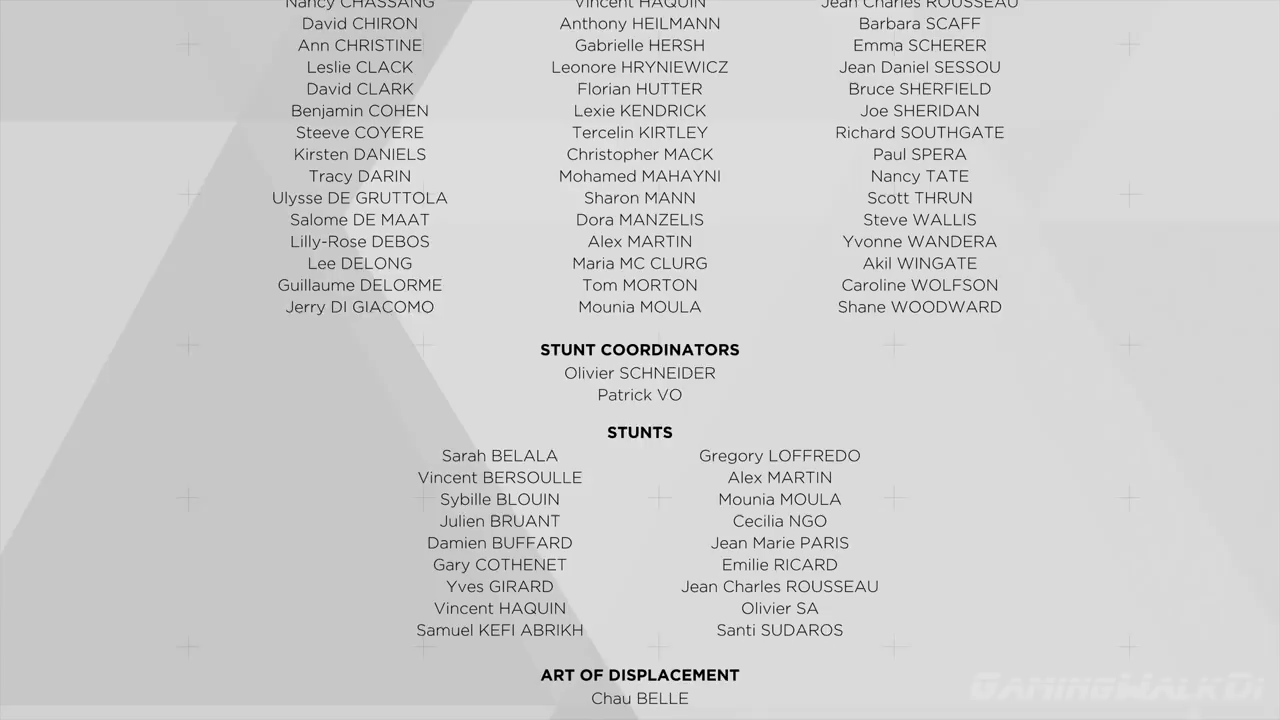 Nancy CHASSANG
David CHIRON
Ann CHRISTINE
Leslie CLACK
David CLARK
Benjamin COHEN
Steeve COYERE
Kirsten DANIELS
Tracy DARIN
Ulysse DE GRUTTOLA
Salome DE MAAT
Lilly-Rose DEBOS
Lee DELONG
Guillaume DELORME
Jerry DI GIACOMO
Vincent HAQUIN
Anthony HEILMANN
Gabrielle HERSH
Leonore HRYNIEWICZ
Florian HUTTER
Lexie KENDRICK
Tercelin KIRTLEY
Christopher MACK
Mohamed MAHAYNI
Sharon MANN
Dora MANZELIS
Alex MARTIN
Maria MC CLURG
Tom MORTON
Mounia MOULA
Jean Charles ROUSSEAU
Barbara SCAFF
Emma SCHERER
Jean Daniel SESSOU
Bruce SHERFIELD
Joe SHERIDAN
Richard SOUTHGATE
Paul SPERA
Nancy TATE
Scott THRUN
Steve WALLIS
Yvonne WANDERA
Akil WINGATE
Caroline WOLFSON
Shane WOODWARD
STUNT COORDINATORS
Olivier SCHNEIDER
Patrick VO
STUNTS
Sarah BELALA
Vincent BERSOULLE
Sybille BLOUIN
Julien BRUANT
Damien BUFFARD
Gary COTHENET
Yves GIRARD
Vincent HAQUIN
Samuel KEFI ABRIKH
Gregory LOFFREDO
Alex MARTIN
Mounia MOULA
Cecilia NGO
Jean Marie PARIS
Emilie RICARD
Jean Charles ROUSSEAU
Olivier SA
Santi SUDAROS
ART OF DISPLACEMENT
Chau BELLE